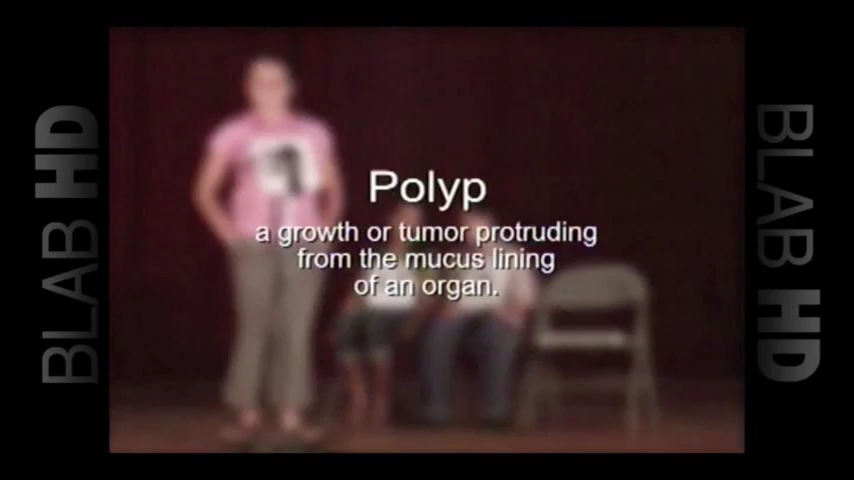 BLAB HD
Polyp
a growth or tumor protruding
from the mucus lining
of an organ.
BLAB HD